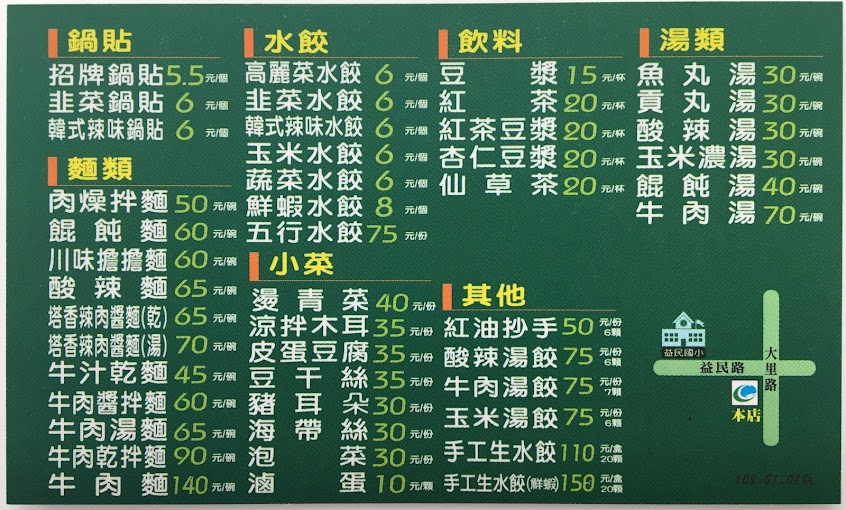 鍋貼
招牌鍋貼 5.5 元/個
韭菜鍋貼 6 元/個
韓式辣味鍋貼 6 元/個
麵類
肉燥拌麵 50 元/碗
餛飩麵 60 元/碗
川味擔擔麵 60 元/碗
酸辣麵 65 元/碗
塔香辣肉醬麵(乾) 65 元/碗
塔香辣肉醬麵(湯) 70 元/碗
牛汁乾麵 45 元/碗
牛肉醬拌麵 60 元/碗
牛肉湯麵 65 元/碗
牛肉乾拌麵 90 元/碗
牛肉麵 140 元/碗
水餃
高麗菜水餃 6 元/個
韭菜水餃 6 元/個
韓式辣味水餃 6 元/個
玉米水餃 6 元/個
蔬菜水餃 6 元/個
鮮蝦水餃 8 元/個
五行水餃 75 元/份
小菜
燙青菜 40 元/份
涼拌木耳 35 元/份
皮蛋豆腐 35 元/份
豆干絲 35 元/份
豬耳朵 30 元/份
海帶絲 30 元/份
泡菜 30 元/份
滷蛋 10 元/顆
飲料
豆漿 15 元/杯
紅茶 20 元/杯
紅茶豆漿 20 元/杯
杏仁豆漿 20 元/杯
仙草茶 20 元/杯
其他
紅油抄手 50 元/份 6顆
酸辣湯餃 75 元/份 6顆
牛肉湯餃 75 元/份 7顆
玉米湯餃 75 元/份 6顆
手工生水餃 110 元/盒 20顆
手工生水餃(鮮蝦) 150 元/盒 20顆
湯類
魚丸湯 30 元/碗
貢丸湯 30 元/碗
酸辣湯 30 元/碗
玉米濃湯 30 元/碗
餛飩湯 40 元/碗
牛肉湯 70 元/碗
益民國小
益民路
大里路
本店
108.07.08